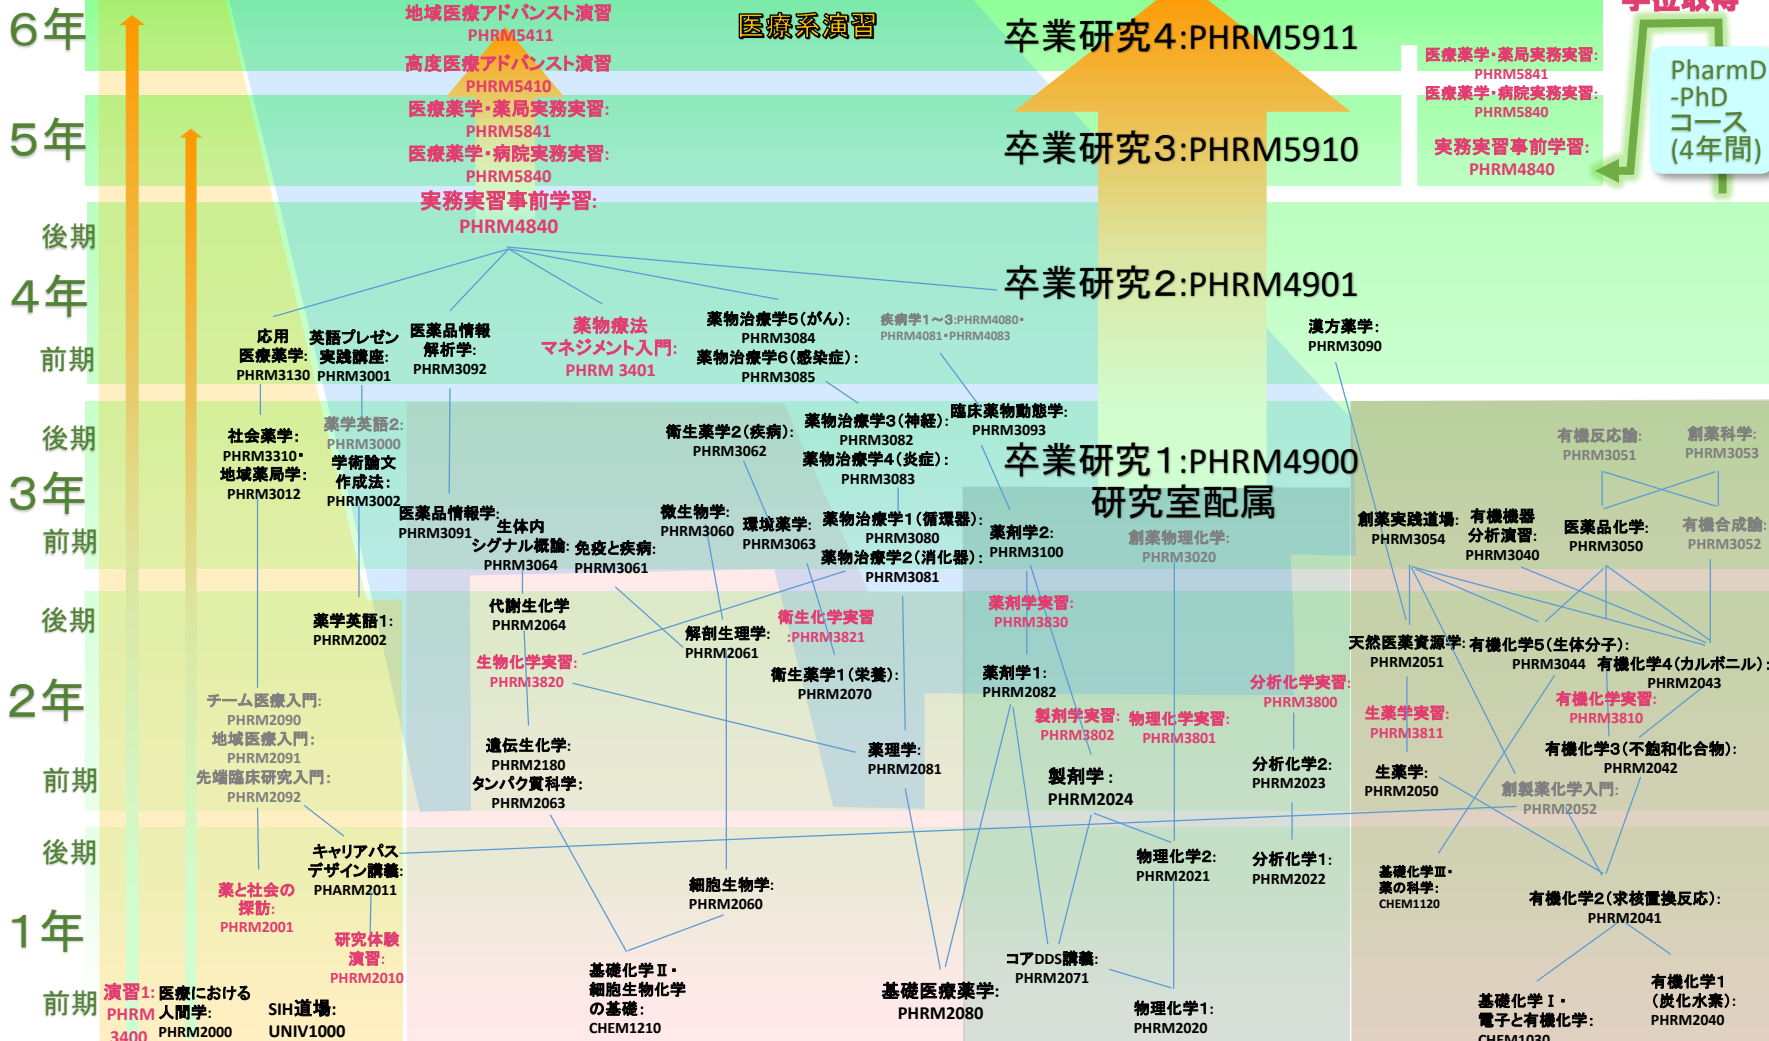 6年
地域医療アドバンスト演習
PHRM5411
高度医療アドバンスト演習
PHRM5410
医療系演習
卒業研究4:PHRM5911
学位取得
医療薬学・薬局実務実習:
PHRM5841
医療薬学・病院実務実習:
PHRM5840
実務実習事前学習:
PHRM4840
PharmD
-PhD
コース
(4年間)
5年
医療薬学・薬局実務実習:
PHRM5841
医療薬学・病院実務実習:
PHRM5840
卒業研究3:PHRM5910
実務実習事前学習:
PHRM4840
後期
4年
前期
卒業研究2:PHRM4901
応用
医療薬学:
PHRM3130
英語プレゼン
実践講座:
PHRM3001
医薬品情報
解析学:
PHRM3092
薬物療法
マネジメント入門:
PHRM 3401
薬物治療学5(がん):
PHRM3084
薬物治療学6(感染症):
PHRM3085
疾病学1～3:PHRM4080・
PHRM4081・PHRM4083
漢方薬学:
PHRM3090
後期
3年
前期
社会薬学:
PHRM3310・
地域薬局学:
PHRM3012
薬学英語2:
PHRM3000
学術論文
作成法:
PHRM3002
衛生薬学2(疾病):
PHRM3062
薬物治療学3(神経):
PHRM3082
薬物治療学4(炎症):
PHRM3083
臨床薬物動態学:
PHRM3093
卒業研究1:PHRM4900
研究室配属
有機反応論:
PHRM3051
創薬科学:
PHRM3053
医薬品情報学:
PHRM3091
生体内
シグナル概論:
PHRM3064
免疫と疾病:
PHRM3061
微生物学:
PHRM3060
環境薬学:
PHRM3063
薬物治療学1(循環器):
PHRM3080
薬物治療学2(消化器):
PHRM3081
薬剤学2:
PHRM3100
創薬物理化学:
PHRM3020
創薬実践道場:
PHRM3054
有機機器
分析演習:
PHRM3040
医薬品化学:
PHRM3050
有機合成論:
PHRM3052
後期
2年
前期
薬学英語1:
PHRM2002
代謝生化学
PHRM2064
生物化学実習:
PHRM3820
解剖生理学:
PHRM2061
衛生化学実習
:PHRM3821
衛生薬学1(栄養):
PHRM2070
薬剤学実習:
PHRM3830
薬剤学1:
PHRM2082
製剤学実習:
PHRM3802
物理化学実習:
PHRM3801
分析化学実習:
PHRM3800
天然医薬資源学:
PHRM2051
有機化学5(生体分子):
PHRM3044
有機化学4(カルボニル):
PHRM2043
生薬学実習:
PHRM3811
有機化学実習:
PHRM3810
チーム医療入門:
PHRM2090
地域医療入門:
PHRM2091
先端臨床研究入門:
PHRM2092
遺伝生化学:
PHRM2180
タンパク質科学:
PHRM2063
薬理学:
PHRM2081
製剤学:
PHRM2024
分析化学2:
PHRM2023
生薬学:
PHRM2050
有機化学3(不飽和化合物):
PHRM2042
創製薬化学入門:
PHRM2052
後期
1年
前期
キャリアパス
デザイン講義:
PHARM2011
薬と社会の
探訪:
PHRM2001
研究体験
演習:
PHRM2010
細胞生物学:
PHRM2060
物理化学2:
PHRM2021
分析化学1:
PHRM2022
基礎化学Ⅲ・
薬の科学:
CHEM1120
有機化学2(求核置換反応):
PHRM2041
演習1:
PHRM
3400
医療における
人間学:
PHRM2000
SIH道場:
UNIV1000
基礎化学Ⅱ・
細胞生物化学
の基礎:
CHEM1210
基礎医療薬学:
PHRM2080
コアDDS講義:
PHRM2071
物理化学1:
PHRM2020
基礎化学Ⅰ・
電子と有機化学:
CHEM1030
有機化学1
(炭化水素):
PHRM2040